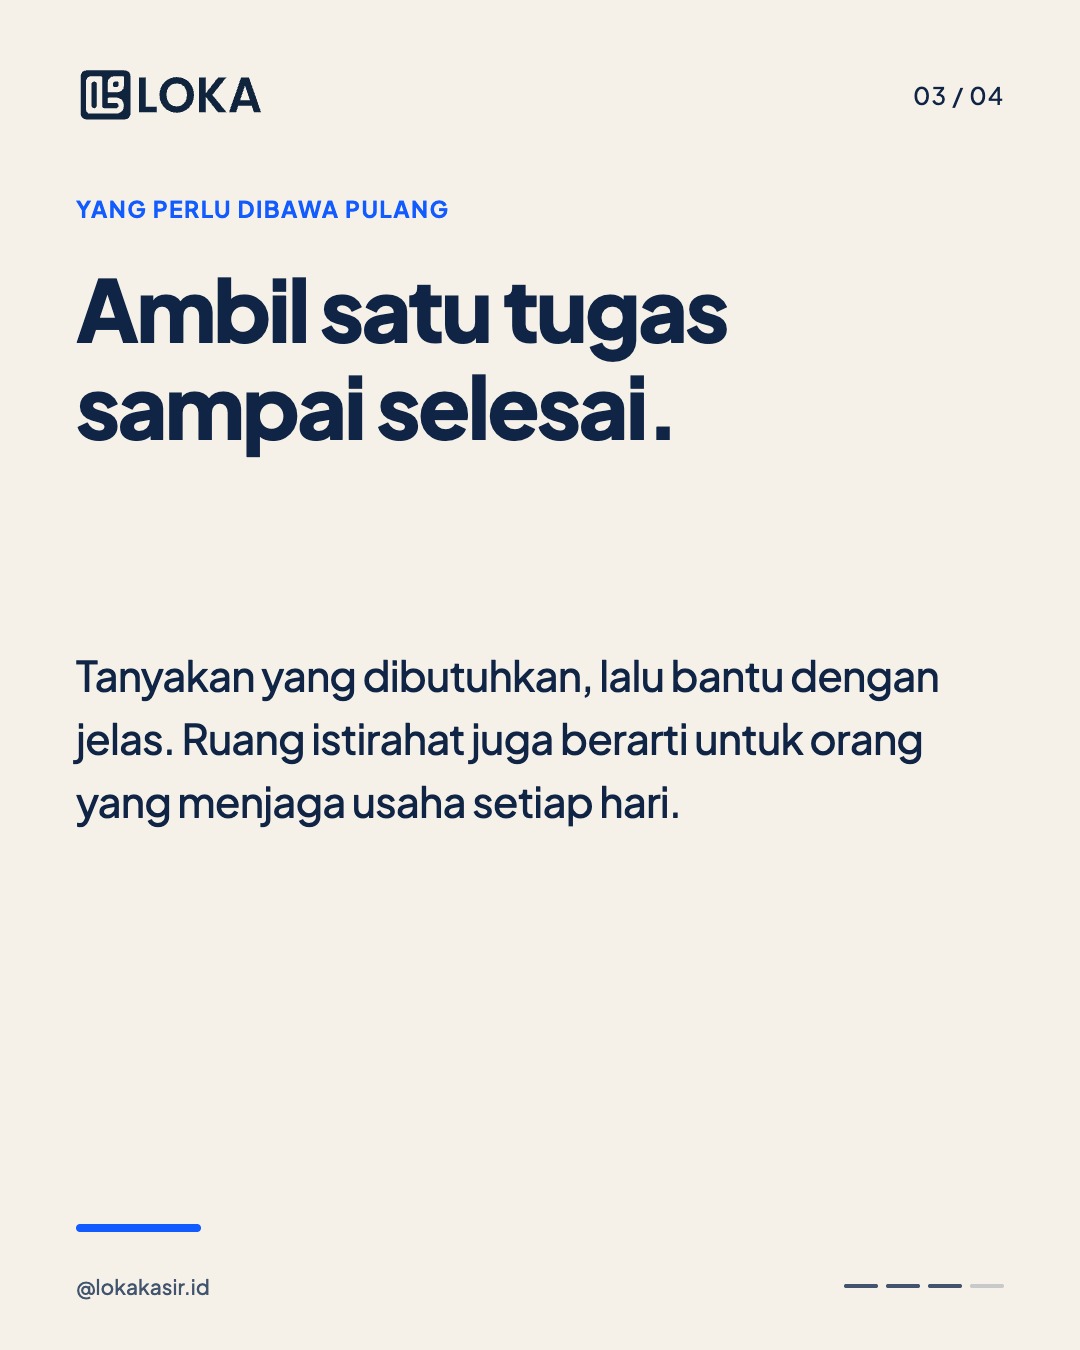 LOKA
03 / 04
YANG PERLU DIBAWA PULANG
Ambil satu tugas
sampai selesai.
Tanyakan yang dibutuhkan, lalu bantu dengan
jelas. Ruang istirahat juga berarti untuk orang
yang menjaga usaha setiap hari.
@lokakasir.id